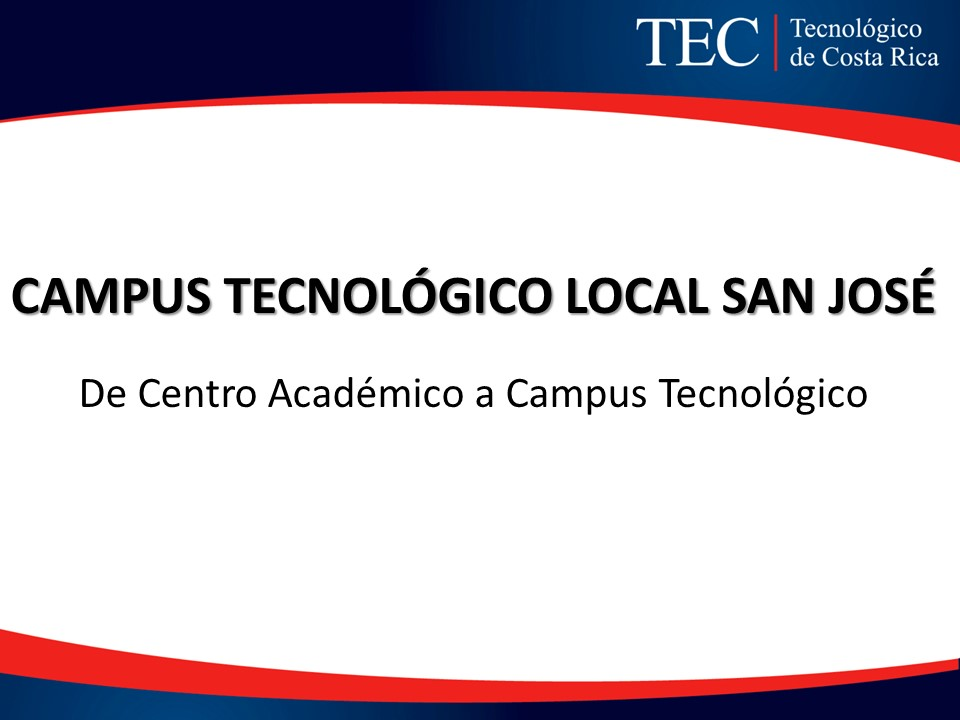 TEC | Tecnológico
de Costa Rica
CAMPUS TECNOLÓGICO LOCAL SAN JOSÉ
De Centro Académico a Campus Tecnológico